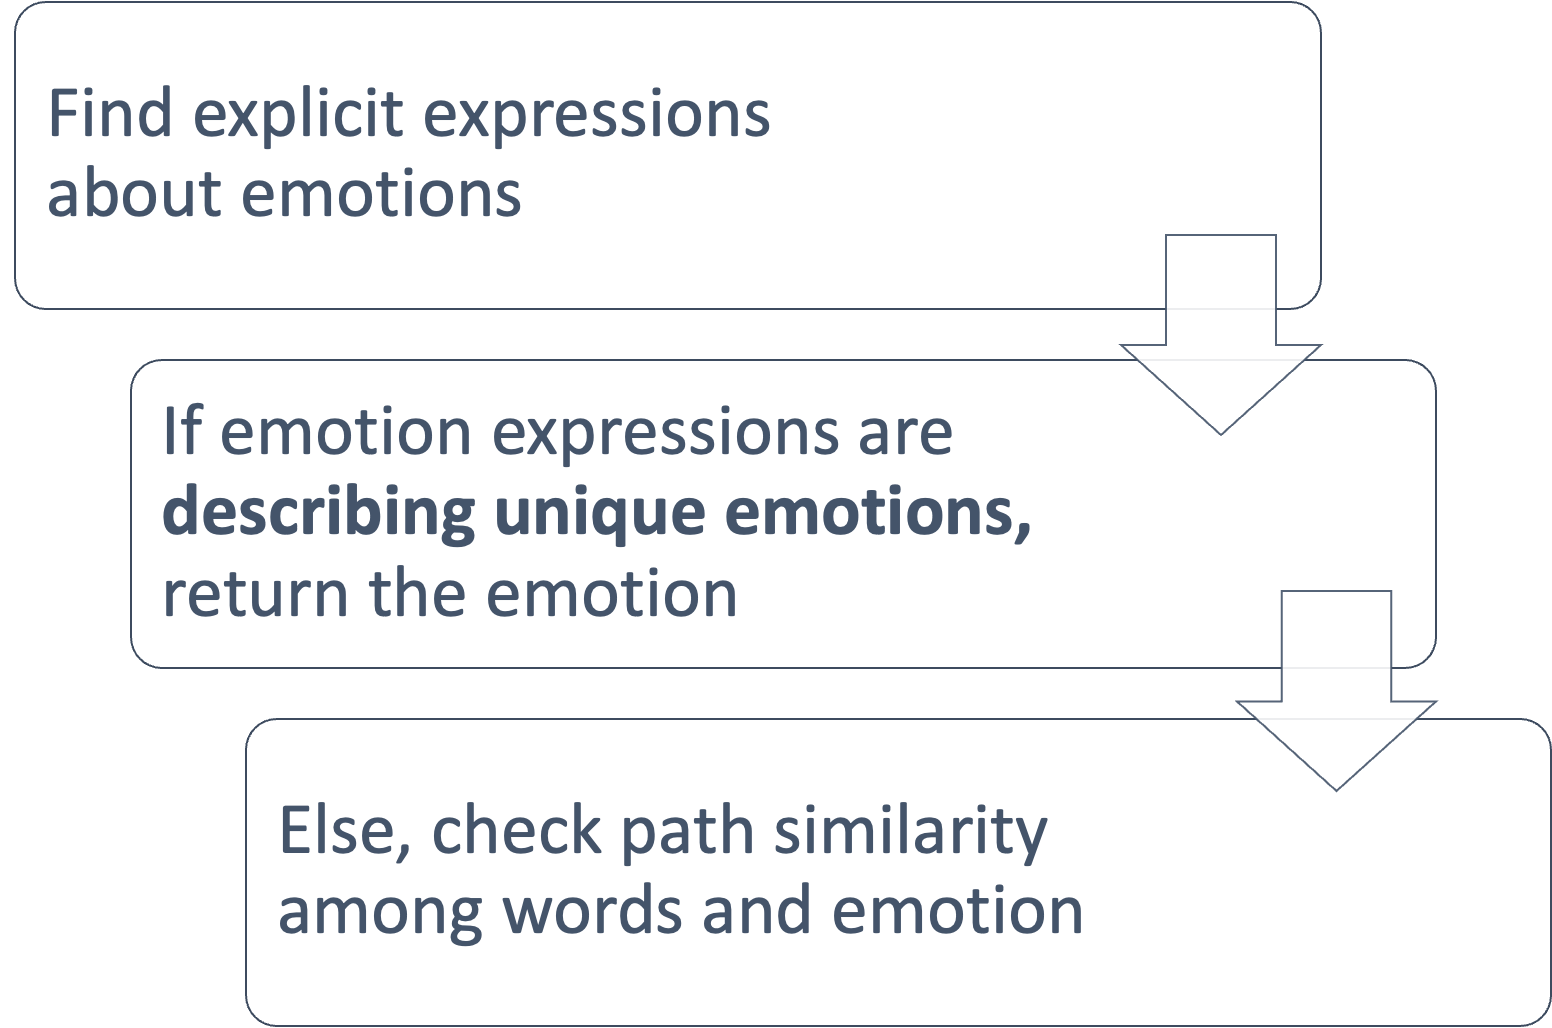 Find explicit expressions
about emotions
If emotion expressions are
describing unique emotions,
return the emotion
Else, check path similarity
among words and emotion